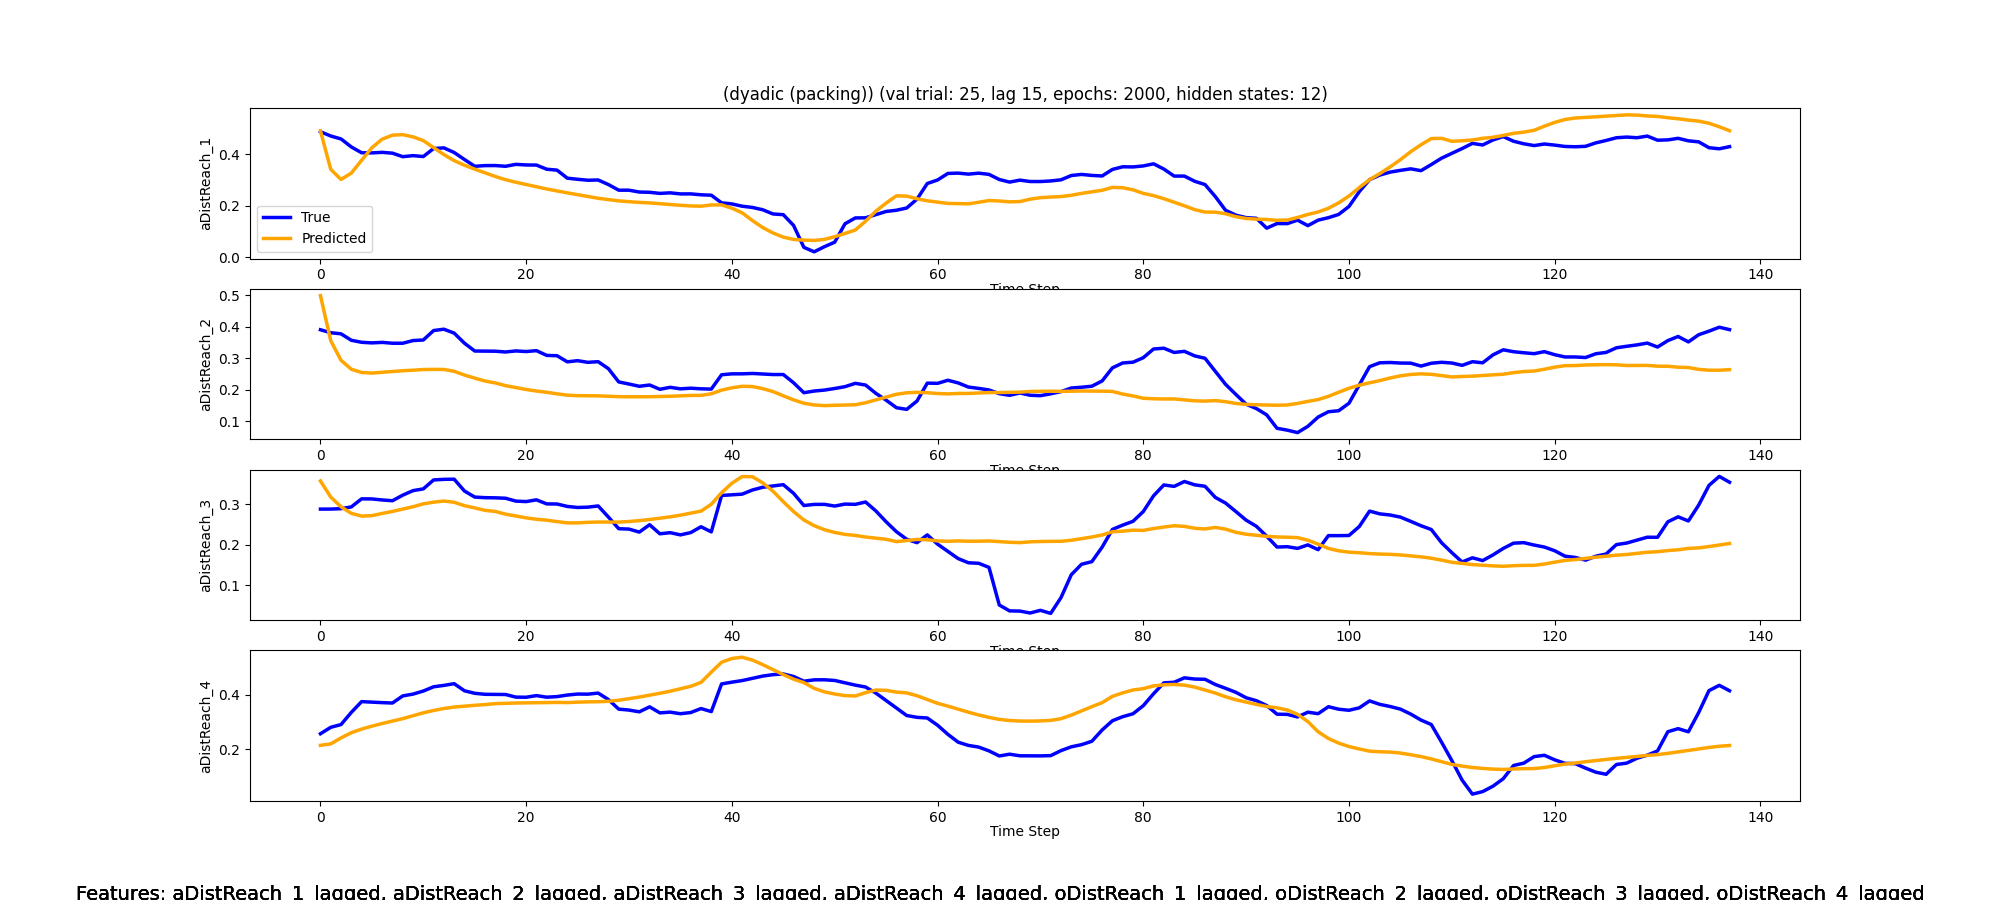 (dyadic (packing)) (val trial: 25, lag 15, epochs: 2000, hidden states: 12)
aDistReach_1
0.4
0.2
0.0
True
Predicted
0 20 40 60 80 100 120 140
Time Step
aDistReach_2
0.5
0.4
0.3
0.2
0.1
0 20 40 60 80 100 120 140
Time Step
aDistReach_3
0.3
0.2
0.1
0 20 40 60 80 100 120 140
Time Step
aDistReach_4
0.4
0.2
0 20 40 60 80 100 120 140
Time Step
Features: aDistReach_1_lagged, aDistReach_2_lagged, aDistReach_3_lagged, aDistReach_4_lagged, oDistReach_1_lagged, oDistReach_2_lagged, oDistReach_3_lagged, oDistReach_4_lagged